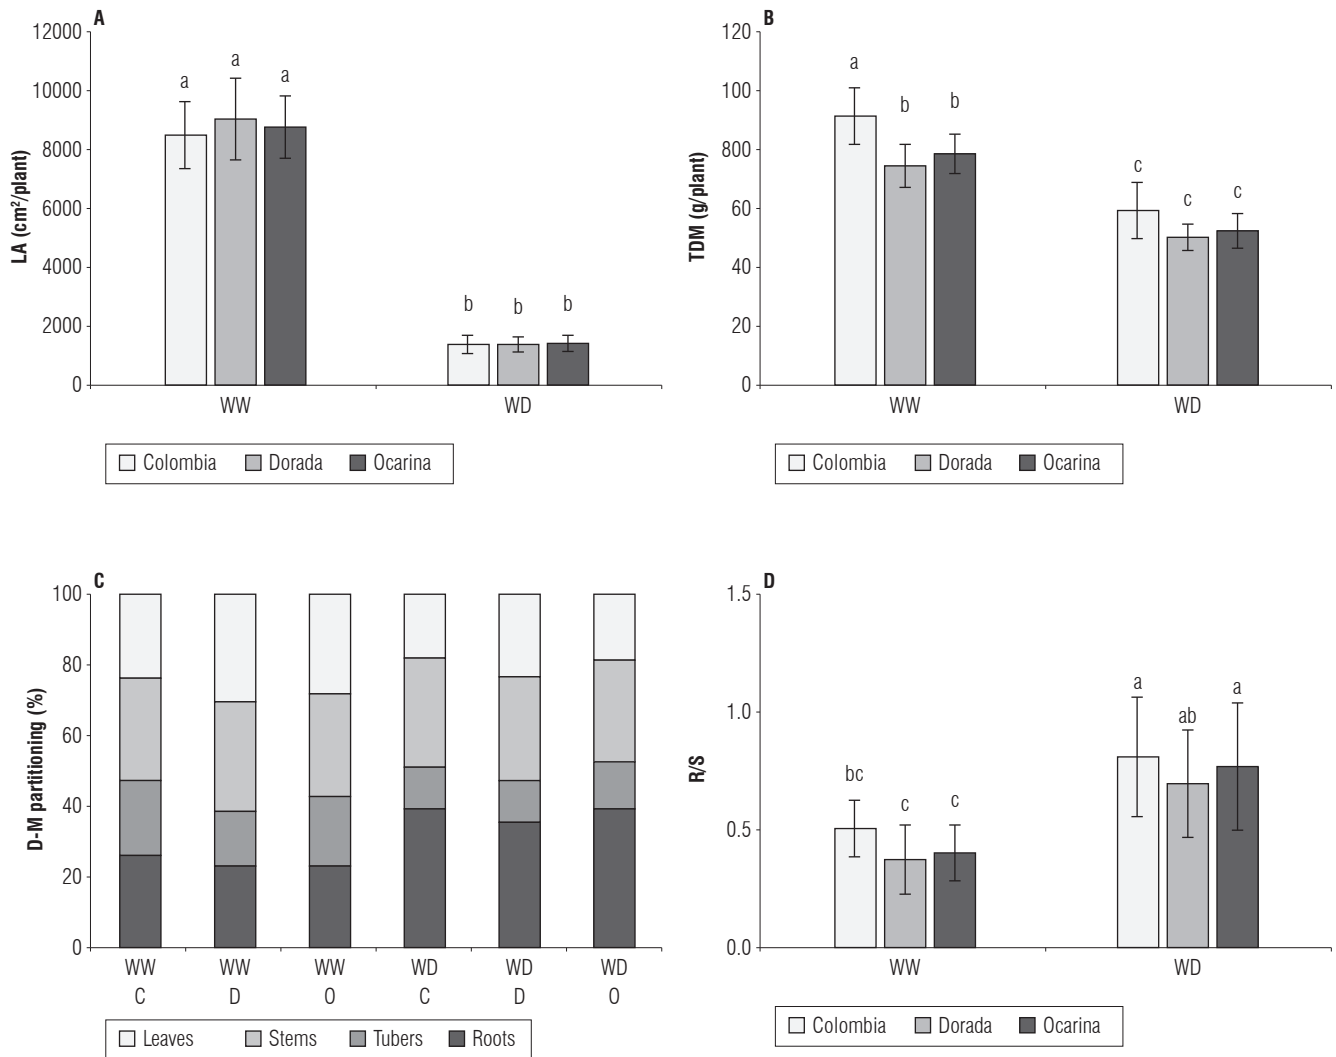 A
LA (cm²/plant)
12000
10000
8000
6000
4000
2000
0
a
a
a
b
b
b
WW
WD
Colombia Dorada Ocarina
B
TDM (g/plant)
120
100
800
60
40
20
0
a
b
b
c
c
c
WW
WD
Colombia Dorada Ocarina
C
D-M partitioning (%)
100
80
60
40
20
0
WW WW WW WD WD WD
C D O C D O
Leaves Stems Tubers Roots
D
R/S
1.5
1.0
0.5
0.0
bc
c
c
a
ab
a
WW
WD
Colombia Dorada Ocarina